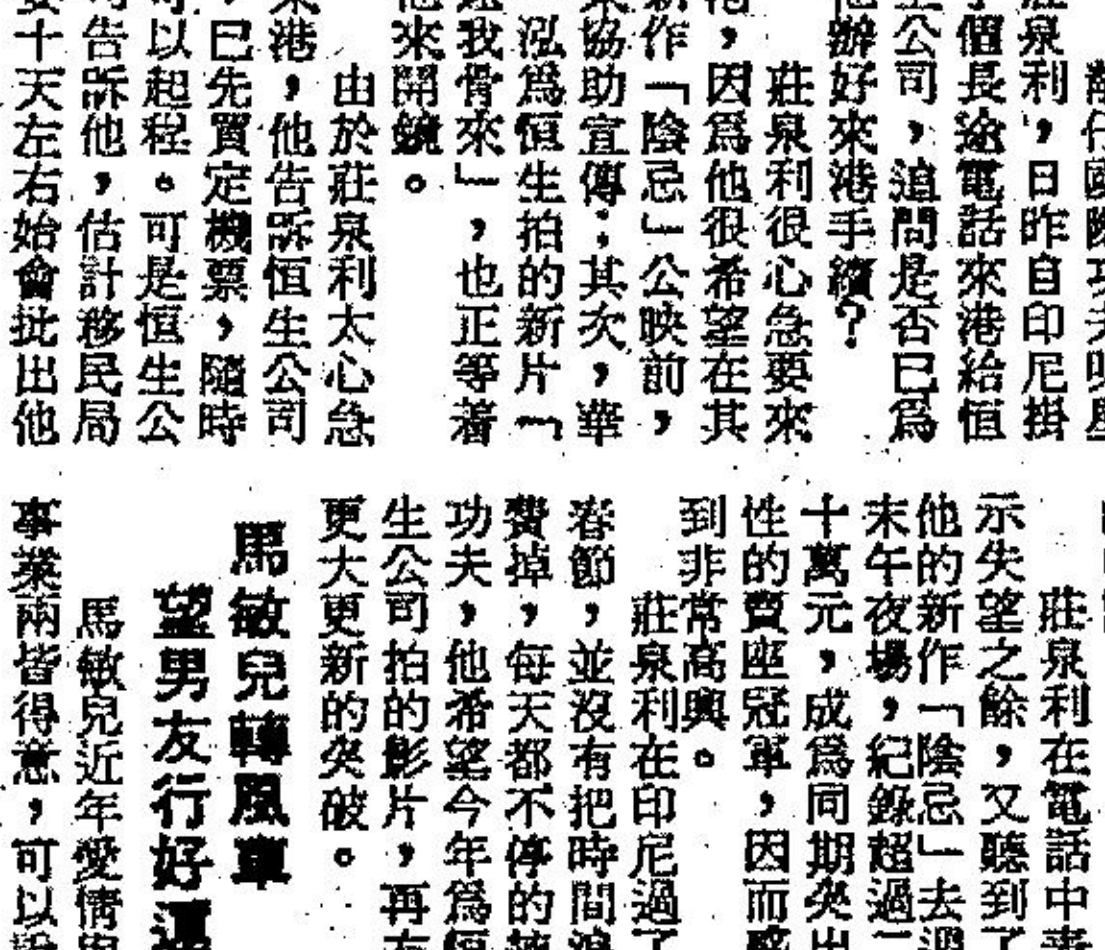 莊泉利，日昨自印尼掛
個長途電話來港給恒
生公司，追問是否已爲
他辦好來港手續？
莊泉利很心急要來
港，因爲他很希望在其
新作「陰忌」公映前，
來協助宣傳；其次，華
泓爲恒生拍的新片「
還我骨來」，也正等着
他來開鏡。
由於莊泉利太心急
來港，他告訴恒生公司
，已先買定機票，隨時
可以起程。可是恒生公
司告訴他，估計移民局
要十天左右始會批出他
莊泉利在電話中表
示失望之餘，又聽到了
他的新作「陰忌」去週
末午夜場，紀錄超過二
十萬元，成爲同期突出
性的賣座冠軍，因而感
到非常高興。
莊泉利在印尼過了
春節，並沒有把時間浪
費掉，每天都不停的練
功夫，他希望今年爲恒
生公司拍的影片，再有
更大更新的突破。
馬敏兒轉風車
望男友行好運
馬敏兒近年愛情與
事業兩皆得意，可以說